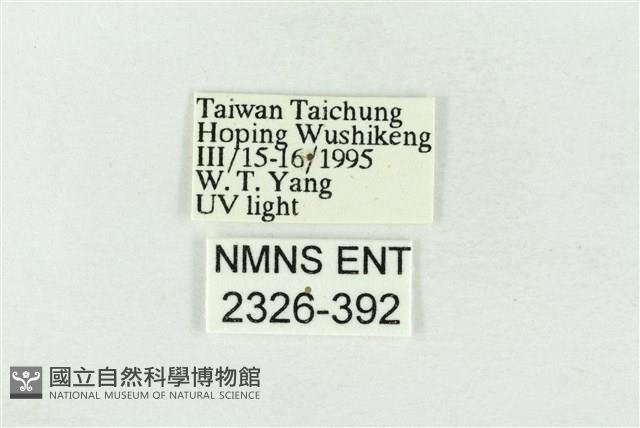 Taiwan Taichung
Hoping Wushikeng
III/15-16/1995
W. T. Yang
UV light
NMNS ENT
2326-392
國立自然科學博物館
NATIONAL MUSEUM OF NATURAL SCIENCE